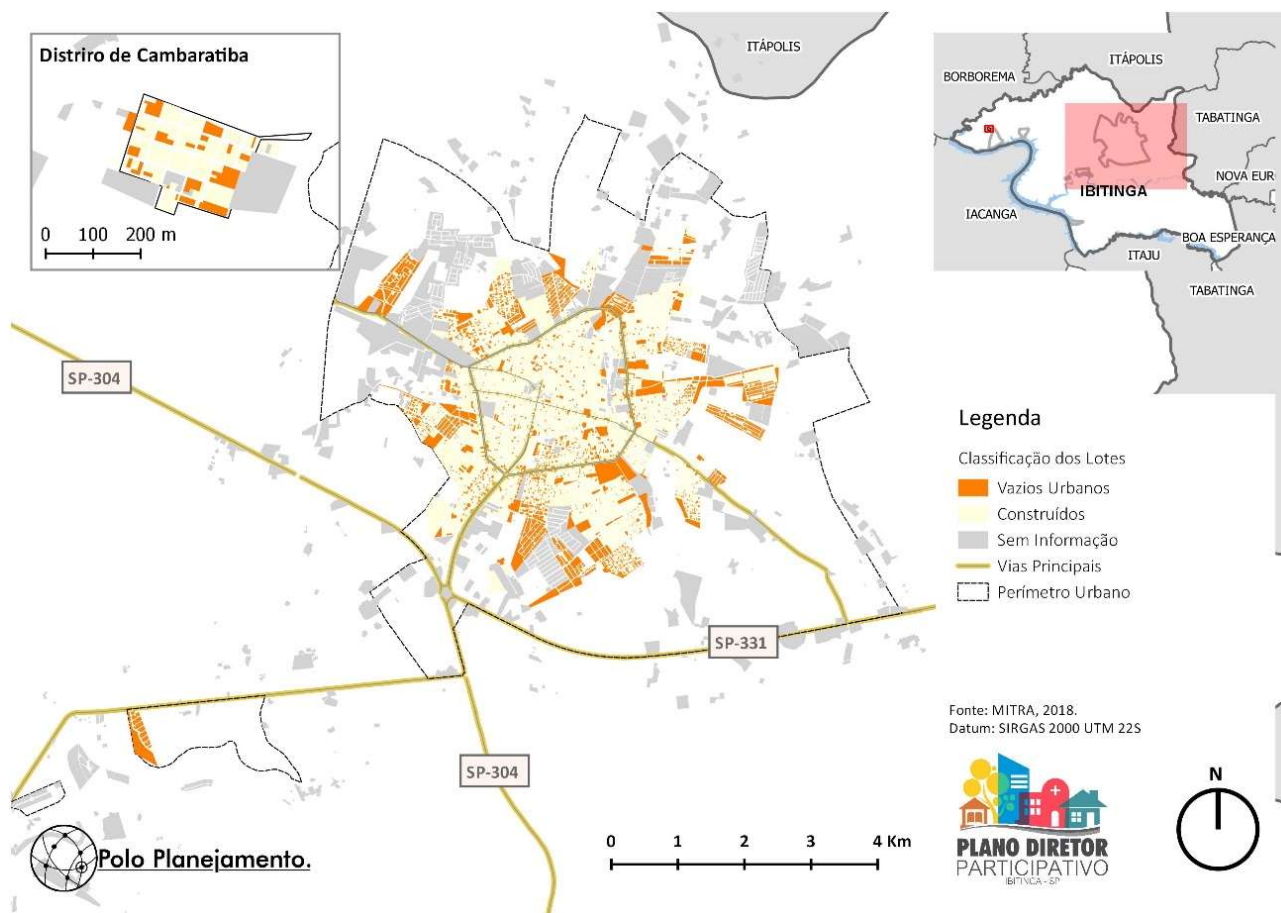 Distriro de Cambaratiba
0 100 200 m
ITÁPOLIS
BORBOREMA
ITÁPOLIS
TABATINGA
NOVA EUR
IBITINGA
IACANGA
BOA ESPERANÇA
ITAJU
TABATINGA
SP-304
SP-331
SP-304
Legenda
Classificação dos Lotes
Vazios Urbanos
Construídos
Sem Informação
Vias Principais
Perímetro Urbano
Fonte: MITRA, 2018.
Datum: SIRGAS 2000 UTM 22S
PLANO DIRETOR
PARTICIPATIVO
IBITINGA - SP
N
0 1 2 3 4 Km
Polo Planejamento.